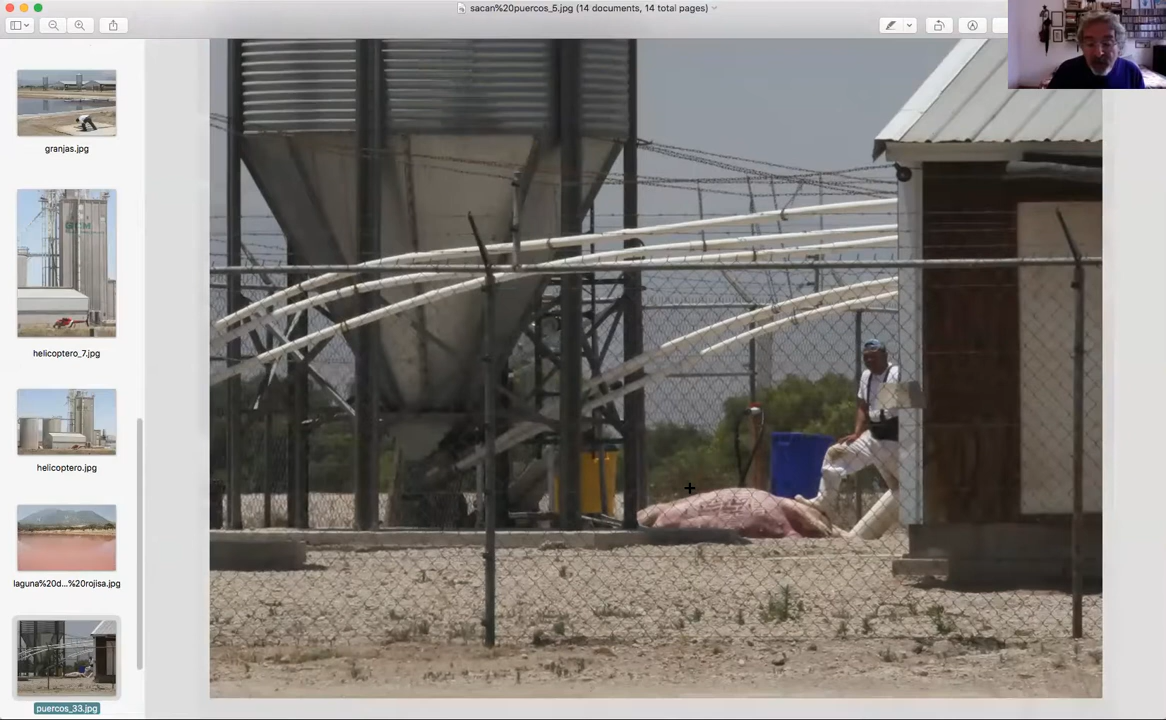 sacan%20puercos_5.jpg (14 documents, 14 total pages)
granjas.jpg
helicoptero_7.jpg
helicoptero.jpg
laguna%20d...%20rojisa.jpg
puercos_33.jpg